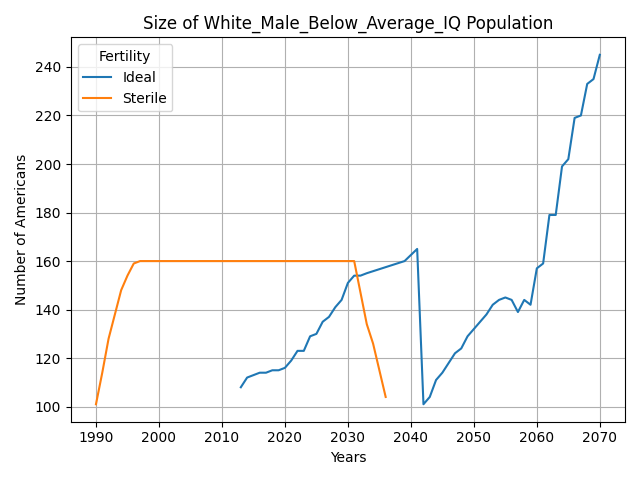 Size of White_Male_Below_Average_IQ Population
Fertility
Ideal
Sterile
Number of Americans
240
220
200
180
160
140
120
100
1990 2000 2010 2020 2030 2040 2050 2060 2070
Years